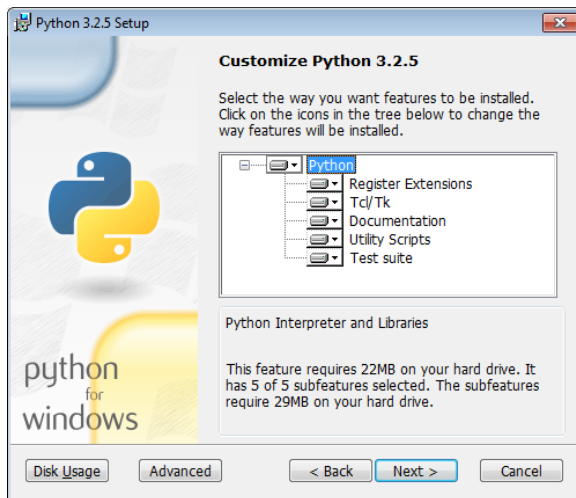 Python 3.2.5 Setup
Customize Python 3.2.5
Select the way you want features to be installed.
Click on the icons in the tree below to change the
way features will be installed.
Python
Register Extensions
Tcl/Tk
Documentation
Utility Scripts
Test suite
Python Interpreter and Libraries
This feature requires 22MB on your hard drive. It
has 5 of 5 subfeatures selected. The subfeatures
require 29MB on your hard drive.
python
for
windows
Disk Usage
Advanced
< Back
Next >
Cancel